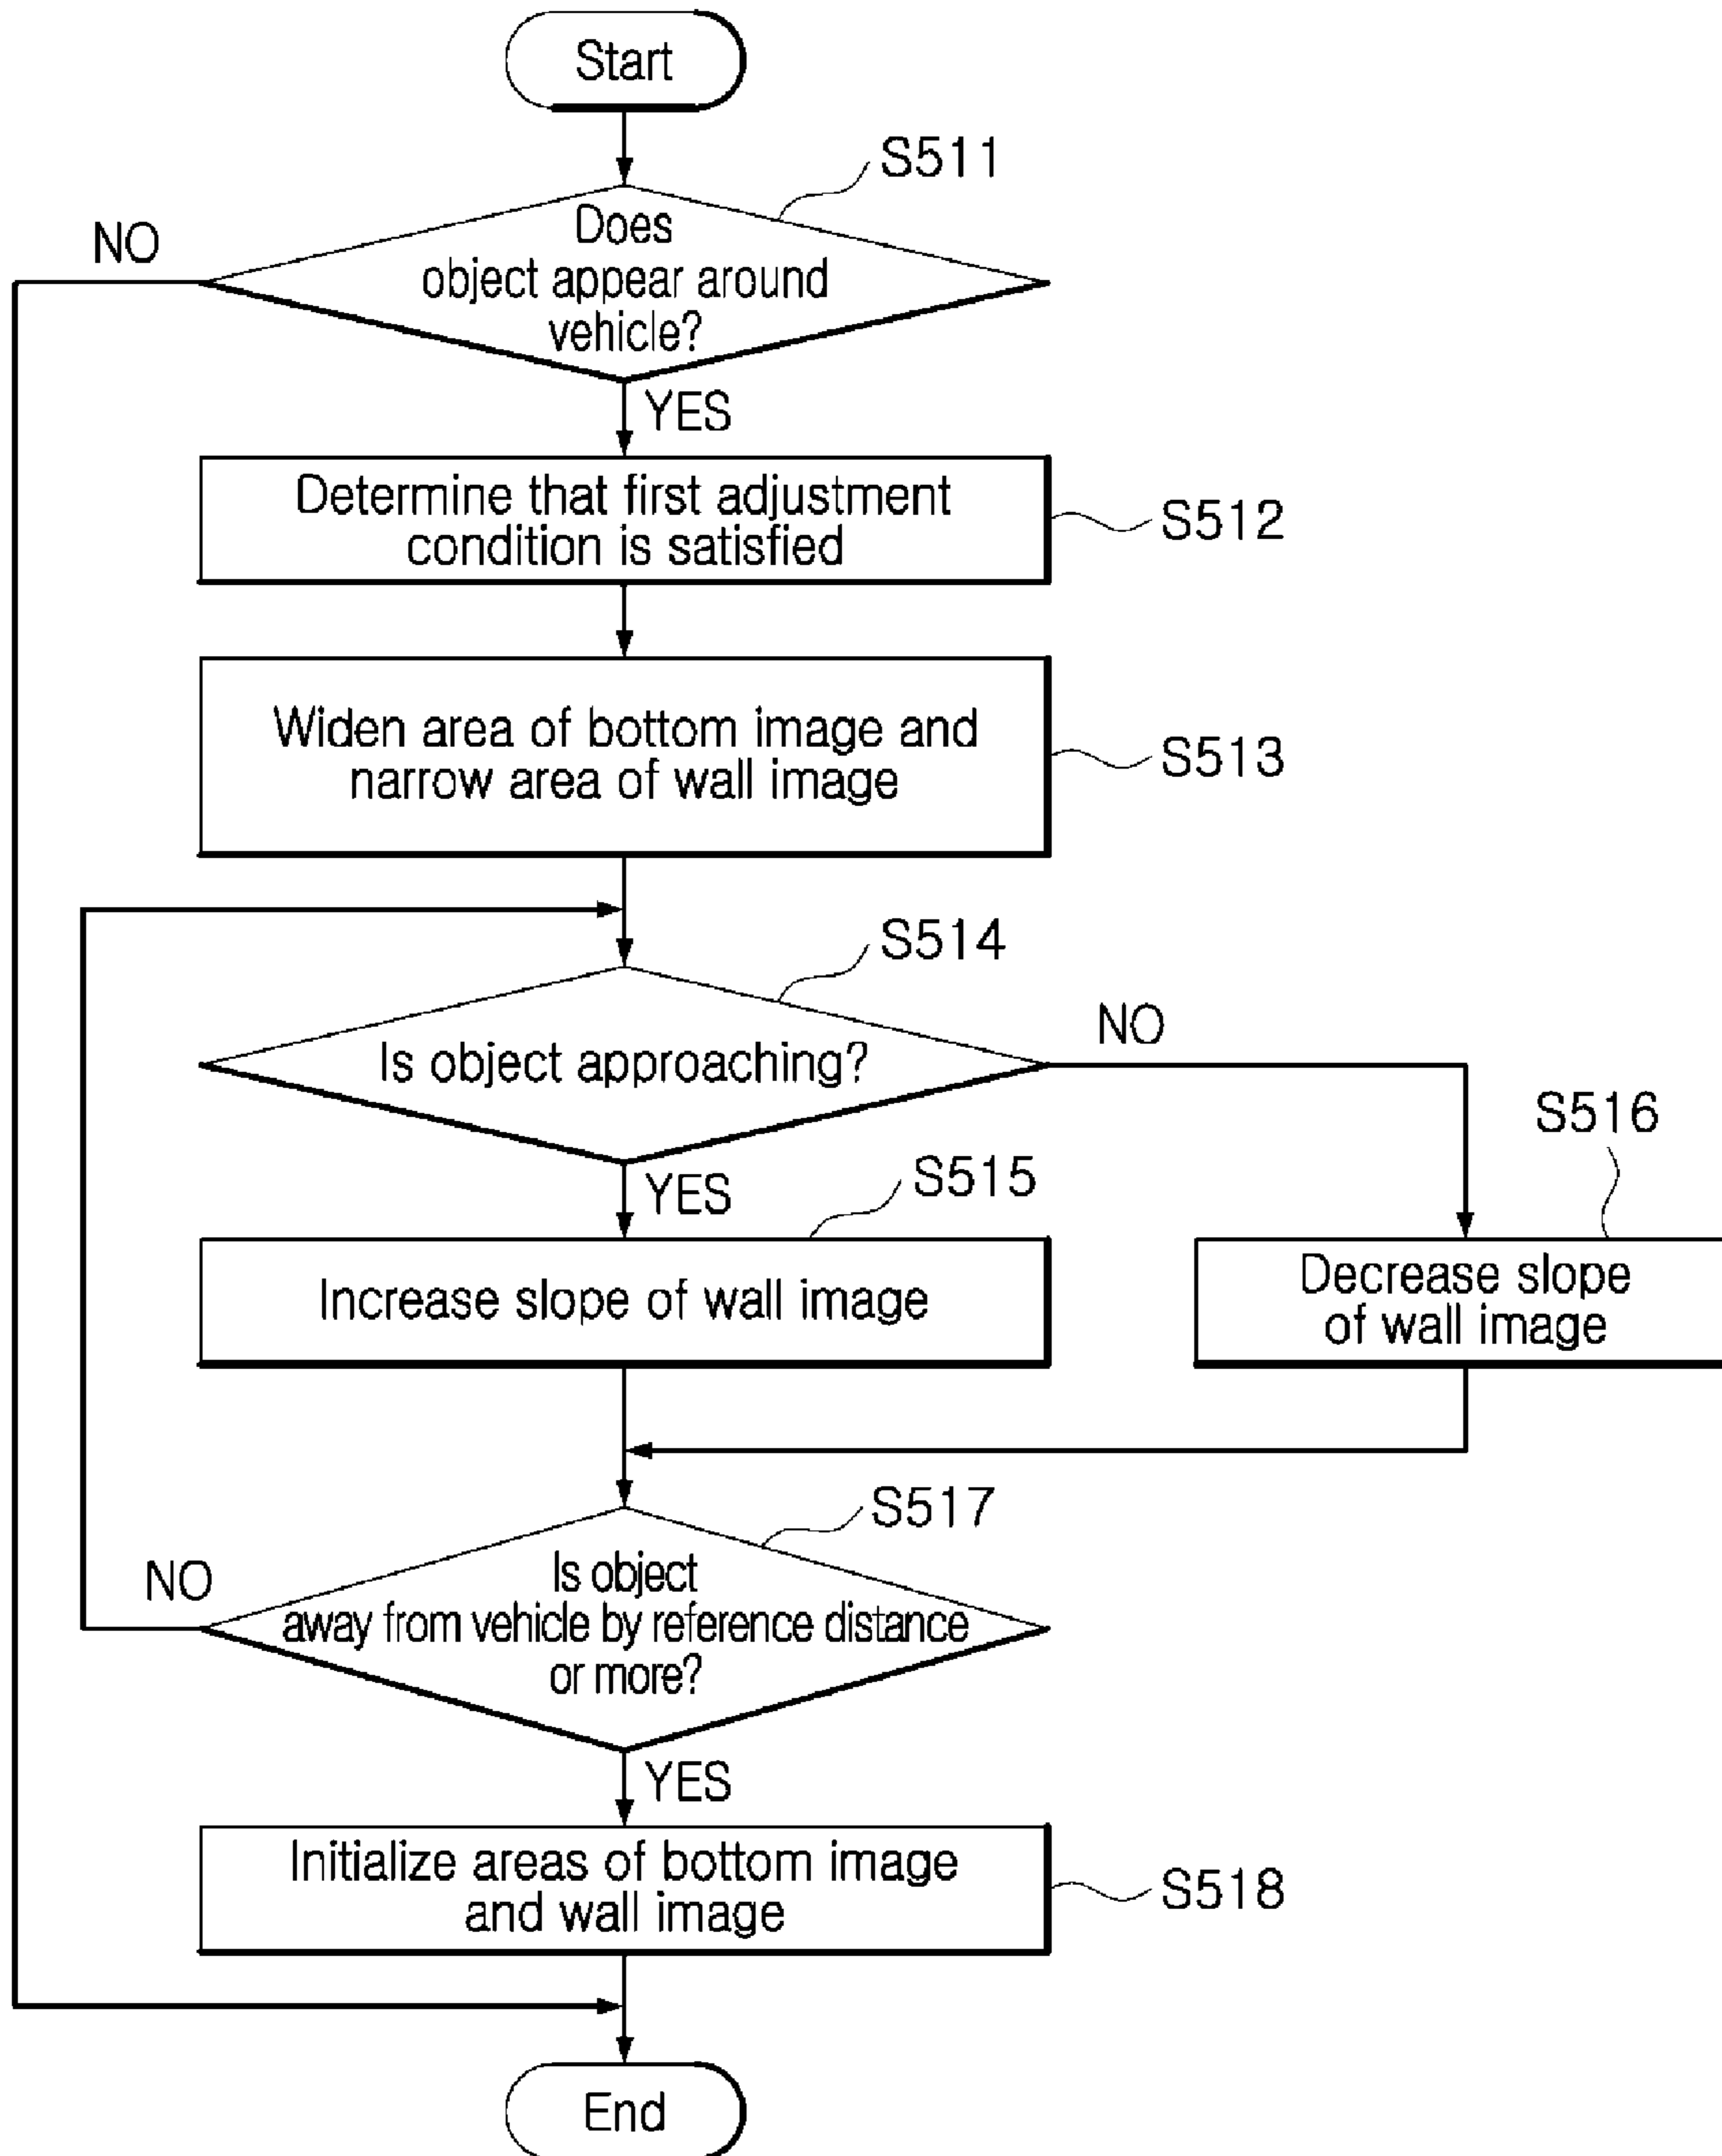 Start
S511
NO
Does
object appear around
vehicle?
YES
Determine that first adjustment
condition is satisfied
S512
Widen area of bottom image and
narrow area of wall image
S513
S514
NO
Is object approaching?
S516
YES
S515
Increase slope of wall image
Decrease slope
of wall image
S517
NO
Is object
away from vehicle by reference distance
or more?
YES
Initialize areas of bottom image
and wall image
S518
End